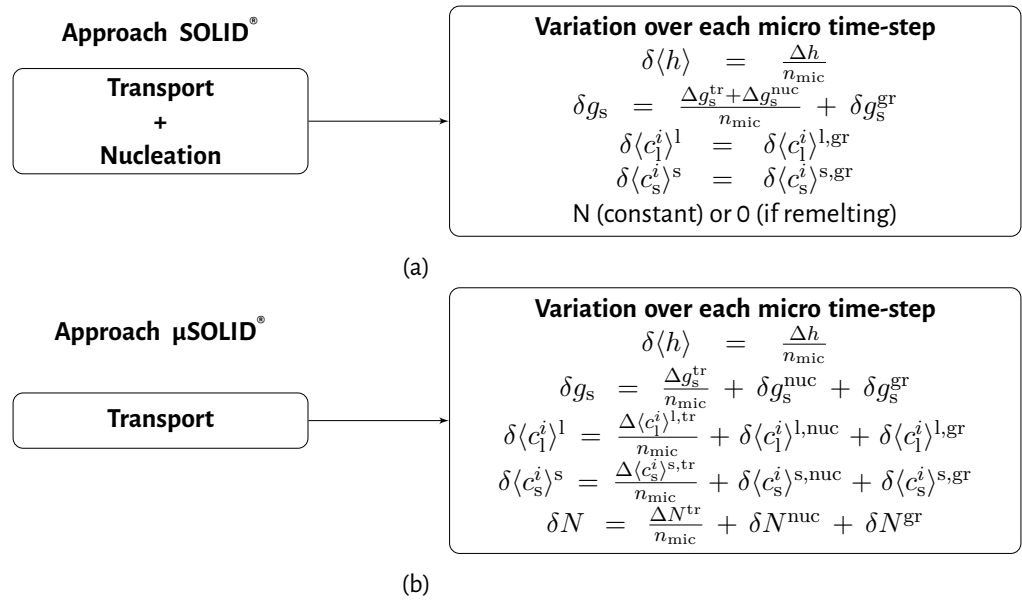 Approach SOLID®
Transport
+
Nucleation
Variation over each micro time-step
δ⟨h⟩ = Δh/n_mic
δg_s = (Δg_s^tr+Δg_s^nuc)/n_mic + δg_s^gr
δ⟨c_l^i⟩^l = δ⟨c_l^i⟩^l,gr
δ⟨c_s^i⟩^s = δ⟨c_s^i⟩^s,gr
N (constant) or 0 (if remelting)
(a)
Approach µSOLID®
Transport
Variation over each micro time-step
δ⟨h⟩ = Δh/n_mic
δg_s = Δg_s^tr/n_mic + δg_s^nuc + δg_s^gr
δ⟨c_l^i⟩^l = Δ⟨c_l^i⟩^l,tr/n_mic + δ⟨c_l^i⟩^l,nuc + δ⟨c_l^i⟩^l,gr
δ⟨c_s^i⟩^s = Δ⟨c_s^i⟩^s,tr/n_mic + δ⟨c_s^i⟩^s,nuc + δ⟨c_s^i⟩^s,gr
δN = ΔN^tr/n_mic + δN^nuc + δN^gr
(b)